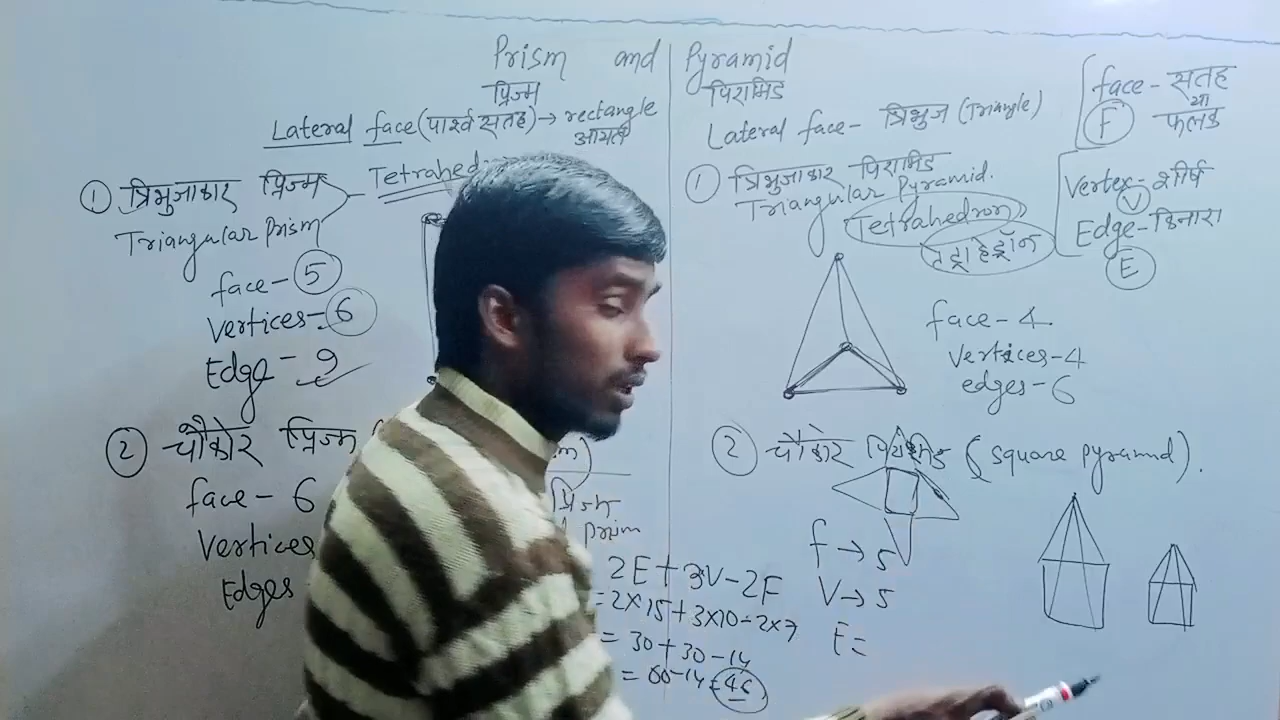 Prism and Pyramid
प्रिज्म
पिरामिड
Lateral face (पार्श्व सतह) → rectangle
आयत
① त्रिभुजाकार प्रिज्म
Triangular Prism
face - 5
vertices - 6
Edge - 9
② चौकोर प्रिज्म
face - 6
Vertices
Edges
prism
2E + 3V - 2F
= 2×15 + 3×10 - 2×7
= 30 + 30 - 14
= 60 - 14 = 46
Lateral face - त्रिभुज (Triangle)
① त्रिभुजाकार पिरामिड
Triangular Pyramid.
(Tetrahedron)
face - 4
vertices - 4
edges - 6
② चौकोर पिरामिड (square pyramid).
f → 5
V → 5
E =
face - सतह
या
F फलक
Vertex - शीर्ष
V
Edge - किनारा
E